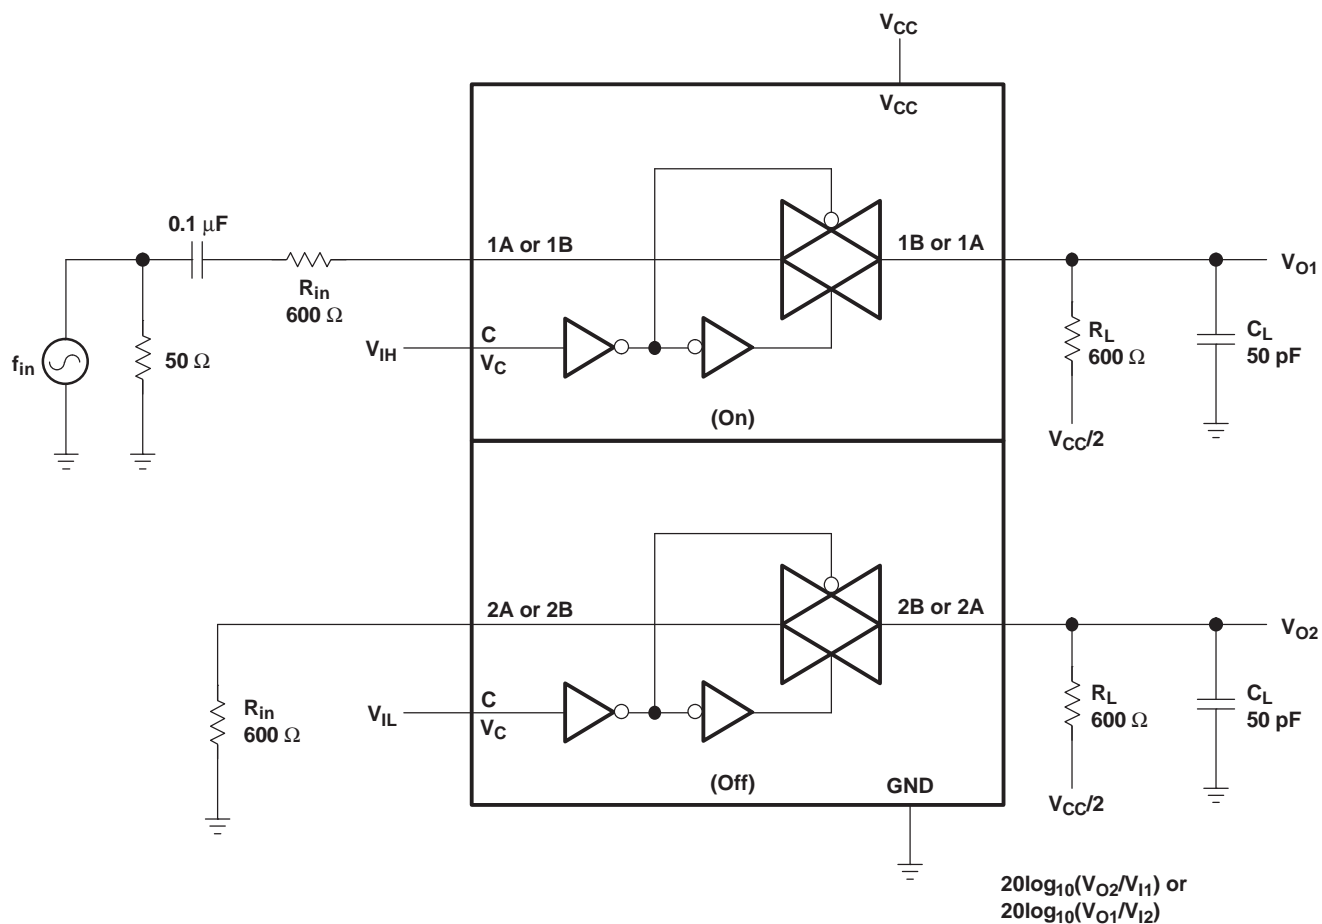 VCC
VCC
0.1 μF
1A or 1B
1B or 1A
VO1
Rin
600 Ω
fin
50 Ω
VIH
C
VC
RL
600 Ω
CL
50 pF
(On)
VCC/2
2A or 2B
2B or 2A
VO2
Rin
600 Ω
VIL
C
VC
RL
600 Ω
CL
50 pF
(Off)
GND
VCC/2
20log10(VO2/VI1) or
20log10(VO1/VI2)